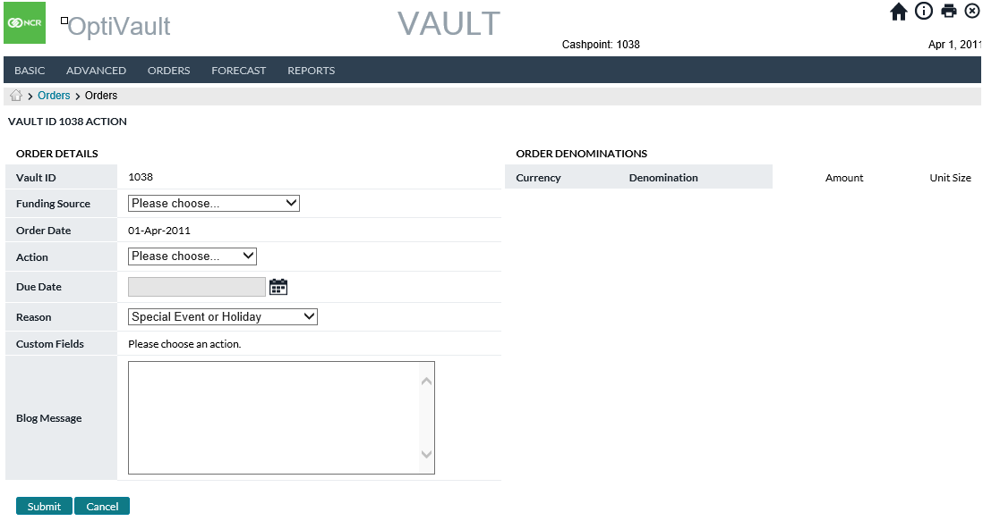 NCR
OptiVault
VAULT
Cashpoint: 1038
Apr 1, 2011
BASIC ADVANCED ORDERS FORECAST REPORTS
Orders > Orders
VAULT ID 1038 ACTION
ORDER DETAILS
Vault ID 1038
Funding Source Please choose...
Order Date 01-Apr-2011
Action Please choose...
Due Date
Reason Special Event or Holiday
Custom Fields Please choose an action.
Blog Message
Submit Cancel
ORDER DENOMINATIONS
Currency Denomination Amount Unit Size